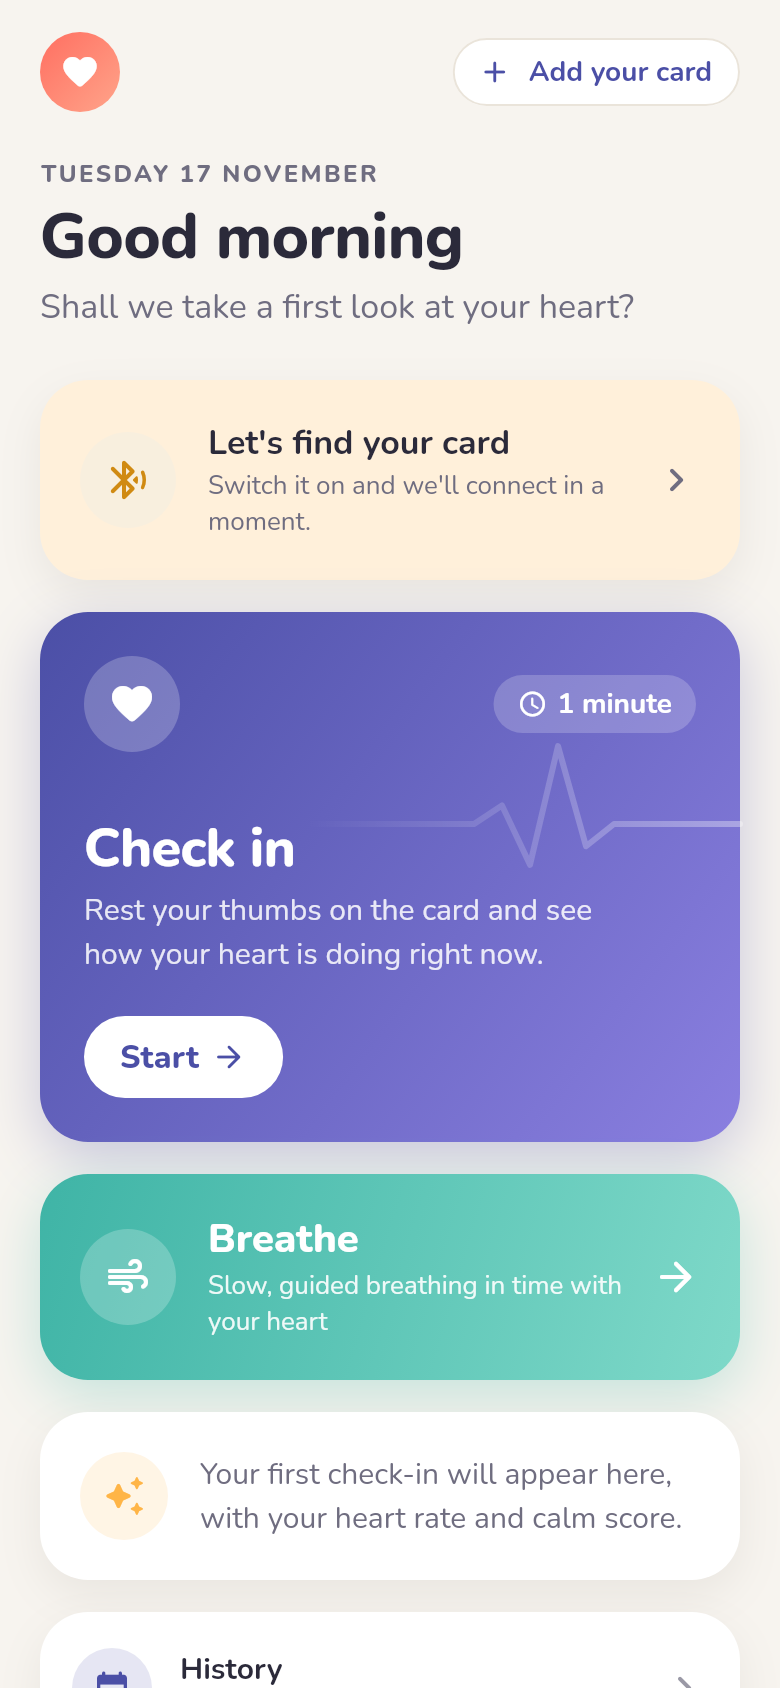 Add your card
TUESDAY 17 NOVEMBER
Good morning
Shall we take a first look at your heart?
Let's find your card
Switch it on and we'll connect in a
moment.
1 minute
Check in
Rest your thumbs on the card and see
how your heart is doing right now.
Start
Breathe
Slow, guided breathing in time with
your heart
Your first check-in will appear here,
with your heart rate and calm score.
History